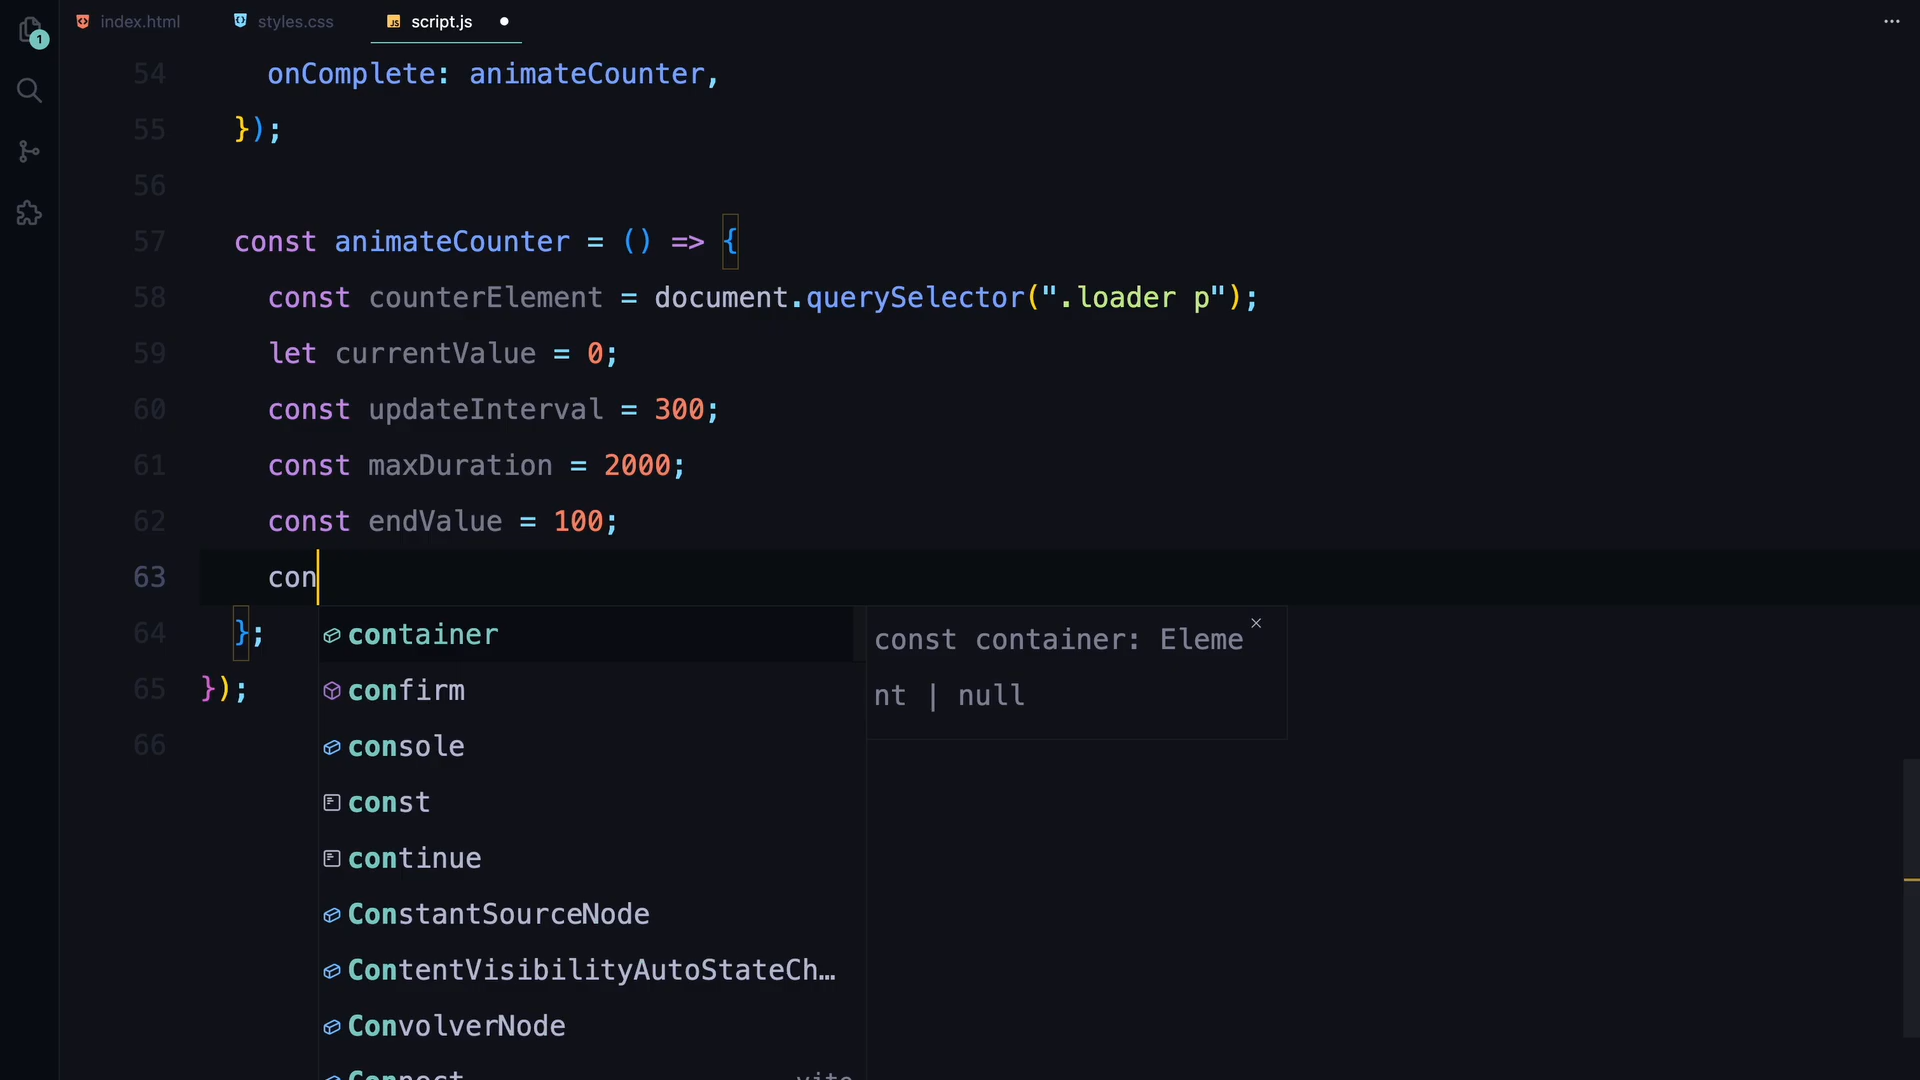 1
index.html styles.css script.js
54 onComplete: animateCounter,
55 });
56
57 const animateCounter = () => {
58 const counterElement = document.querySelector(".loader p");
59 let currentValue = 0;
60 const updateInterval = 300;
61 const maxDuration = 2000;
62 const endValue = 100;
63 con
64 };
65 });
66
container
confirm
console
const
continue
ConstantSourceNode
ContentVisibilityAutoStateCh…
ConvolverNode
const container: Eleme
nt | null